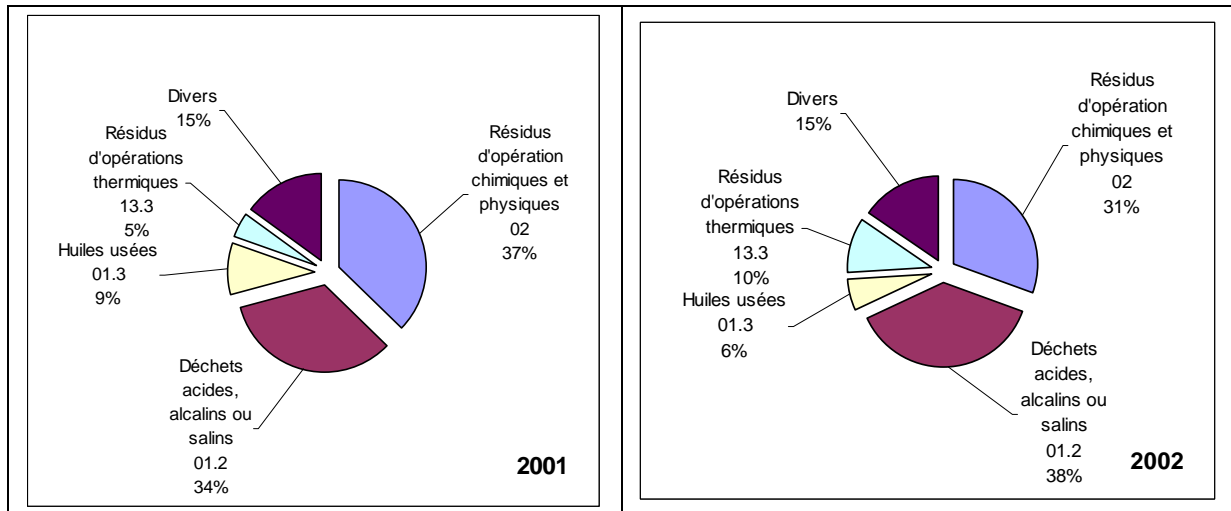 Divers
15%
Résidus
d'opérations
thermiques
13.3
5%
Huiles usées
01.3
9%
Déchets
acides,
alcalins ou
salins
01.2
34%
Résidus
d'opération
chimiques et
physiques
02
37%
2001
Divers
15%
Résidus
d'opérations
thermiques
13.3
10%
Huiles usées
01.3
6%
Résidus
d'opération
chimiques et
physiques
02
31%
Déchets
acides,
alcalins ou
salins
01.2
38%
2002